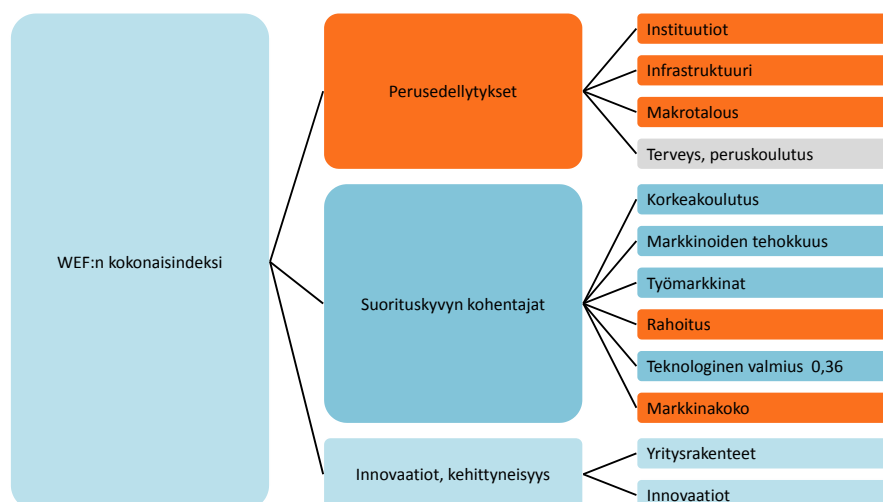 WEF:n kokonaisindeksi
Perusedellytykset
Instituutiot
Infrastruktuuri
Makrotalous
Terveys, peruskoulutus
Suorituskyvyn kohentajat
Korkeakoulutus
Markkinoiden tehokkuus
Työmarkkinat
Rahoitus
Teknologinen valmius 0,36
Markkinakoko
Innovaatiot, kehittyneisyys
Yritysrakenteet
Innovaatiot